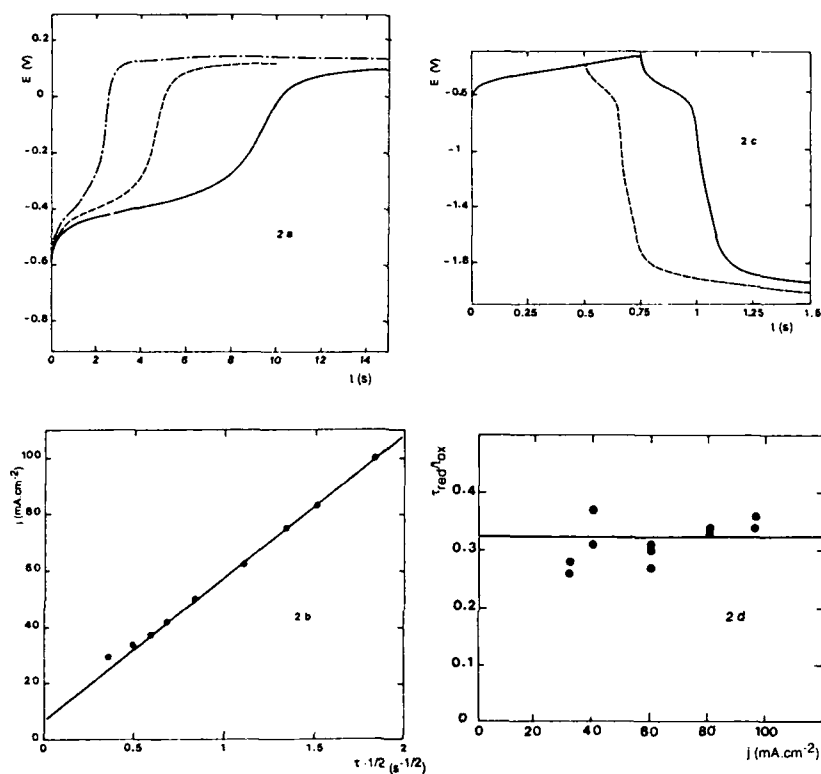 E (V)
0.2
0
-0.2
-0.4
-0.6
-0.8
2 a
0 2 4 6 8 10 12 14
t (s)
E (V)
-0.6
-1
-1.4
-1.8
2 c
0 0.25 0.5 0.75 1 1.25 1.5
t (s)
j (mA.cm⁻²)
100
80
60
40
20
0
2 b
0 0.5 1 1.5 2
τ⁻¹/² (s⁻¹/²)
τred/tox
0.4
0.3
0.2
0.1
0
2 d
0 20 40 60 80 100
j (mA.cm⁻²)